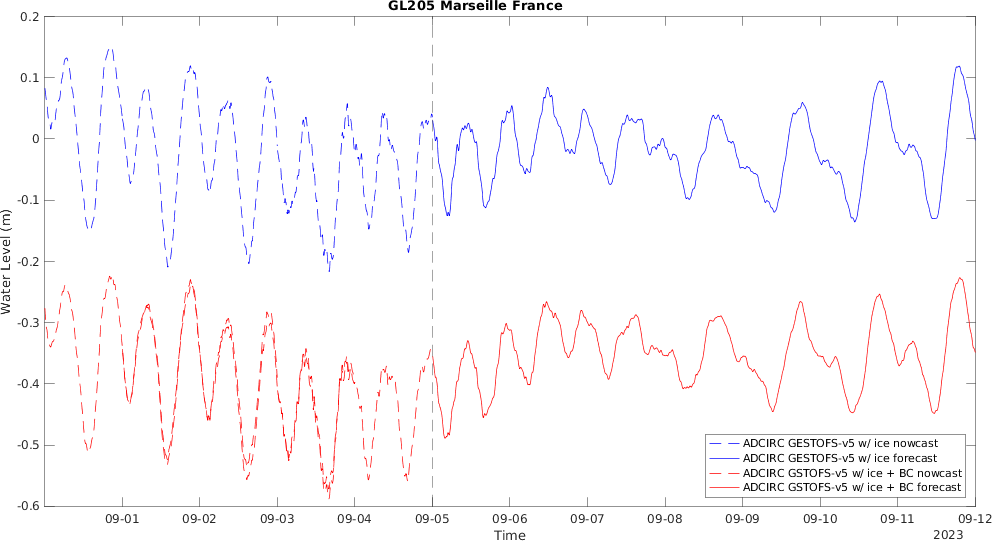 GL205 Marseille France
0.2
0.1
0
-0.1
-0.2
-0.3
-0.4
-0.5
-0.6
Water Level (m)
ADCIRC GESTOFS-v5 w/ ice nowcast
ADCIRC GESTOFS-v5 w/ ice forecast
ADCIRC GSTOFS-v5 w/ ice + BC nowcast
ADCIRC GSTOFS-v5 w/ ice + BC forecast
09-01 09-02 09-03 09-04 09-05 09-06 09-07 09-08 09-09 09-10 09-11 09-12
Time
2023